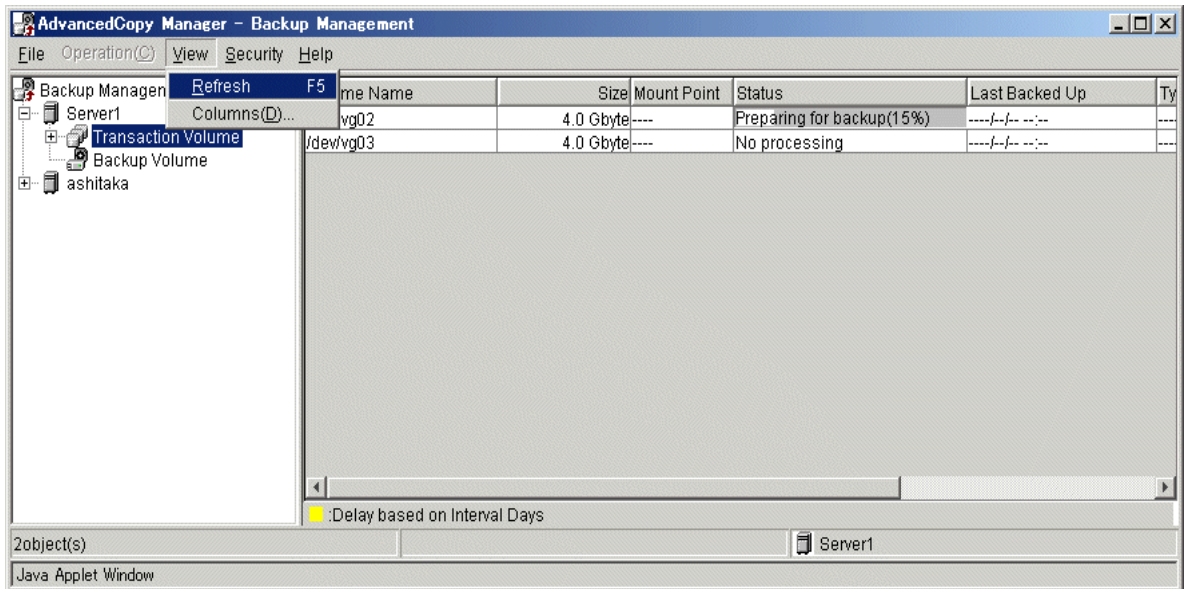 AdvancedCopy Manager – Backup Management
File Operation(C) View Security Help
Refresh F5
Columns(D)...
Backup Managen
Server1
Transaction Volume
Backup Volume
ashitaka
me Name Size Mount Point Status Last Backed Up Ty
vg02 4.0 Gbyte ---- Preparing for backup(15%) ----/--/-- --:-- ----
/dev/vg03 4.0 Gbyte ---- No processing ----/--/-- --:-- ----
:Delay based on Interval Days
2object(s) Server1
Java Applet Window